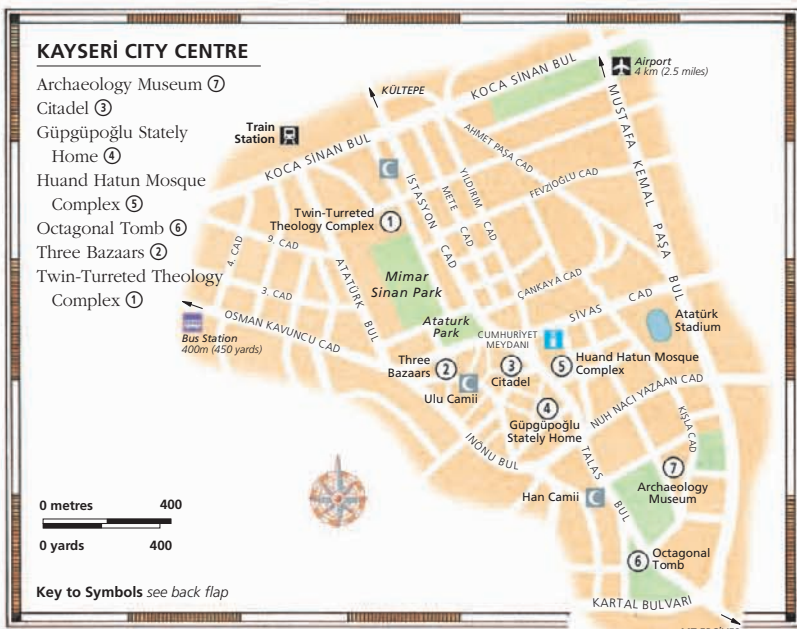 KAYSERİ CITY CENTRE
Archaeology Museum ⑦
Citadel ③
Güpgüpoğlu Stately
Home ④
Huand Hatun Mosque
Complex ⑤
Octagonal Tomb ⑥
Three Bazaars ②
Twin-Turreted Theology
Complex ①
Airport
4 km (2.5 miles)
KÜLTEPE
KOCA SİNAN BUL
MUSTAFA KEMAL PAŞA BUL
Train
Station
KOCA SİNAN BUL
AHMET PAŞA CAD
İSTASYON CAD
METE CAD
YILDIRIM CAD
FEVZİOĞLU CAD
Twin-Turreted
Theology Complex
①
4. CAD
9. CAD
3. CAD
ATATÜRK BUL
Mimar
Sinan Park
ÇANKAYA CAD
SİVAS CAD
Atatürk
Stadium
OSMAN KAVUNCU CAD
Bus Station
400m (450 yards)
Ataturk
Park
CUMHURİYET
MEYDANI
Three
Bazaars
②
Ulu Camii
③
Citadel
⑤
Huand Hatun Mosque
Complex
④
Güpgüpoğlu
Stately Home
NUH NACI YAZAAN CAD
KIŞLA CAD
İNÖNÜ BUL
TALAS BUL
⑦
Archaeology
Museum
Han Camii
⑥
Octagonal
Tomb
KARTAL BULVARI
0 metres 400
0 yards 400
Key to Symbols see back flap